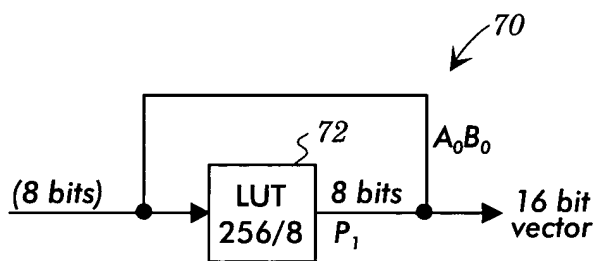 70
72
A₀B₀
(8 bits)
LUT
256/8
8 bits
P₁
16 bit
vector